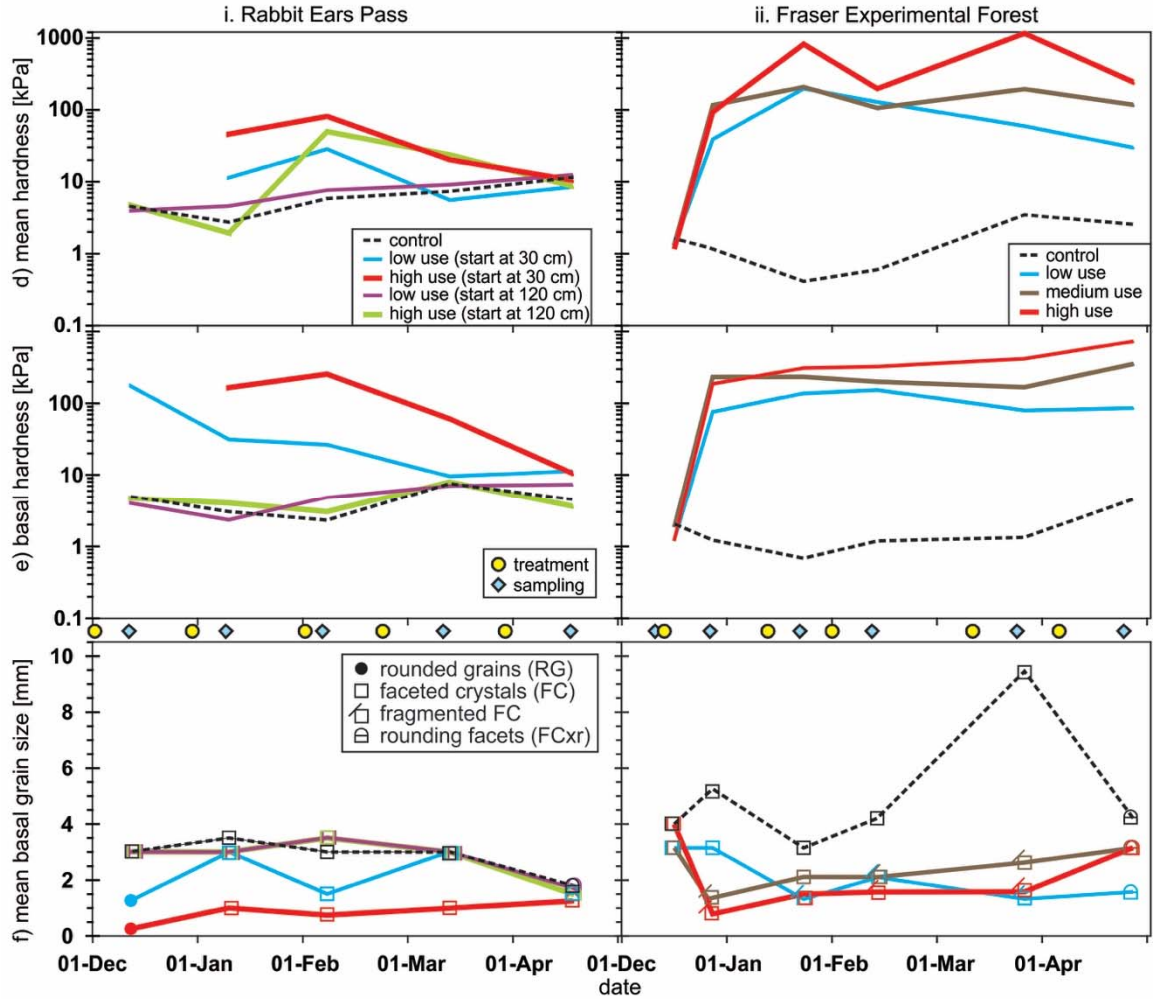 i. Rabbit Ears Pass
ii. Fraser Experimental Forest
d) mean hardness [kPa]
1000
100
10
1
0.1
control
low use (start at 30 cm)
high use (start at 30 cm)
low use (start at 120 cm)
high use (start at 120 cm)
control
low use
medium use
high use
e) basal hardness [kPa]
100
10
1
0.1
treatment
sampling
f) mean basal grain size [mm]
10
8
6
4
2
0
rounded grains (RG)
faceted crystals (FC)
fragmented FC
rounding facets (FCxr)
01-Dec 01-Jan 01-Feb 01-Mar 01-Apr 01-Dec 01-Jan 01-Feb 01-Mar 01-Apr
date